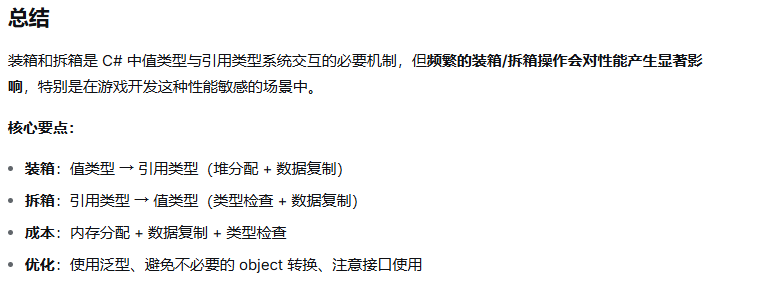 总结
装箱和拆箱是 C# 中值类型与引用类型系统交互的必要机制，但频繁的装箱/拆箱操作会对性能产生显著影
响，特别是在游戏开发这种性能敏感的场景中。
核心要点：
• 装箱：值类型 → 引用类型（堆分配 + 数据复制）
• 拆箱：引用类型 → 值类型（类型检查 + 数据复制）
• 成本：内存分配 + 数据复制 + 类型检查
• 优化：使用泛型、避免不必要的 object 转换、注意接口使用